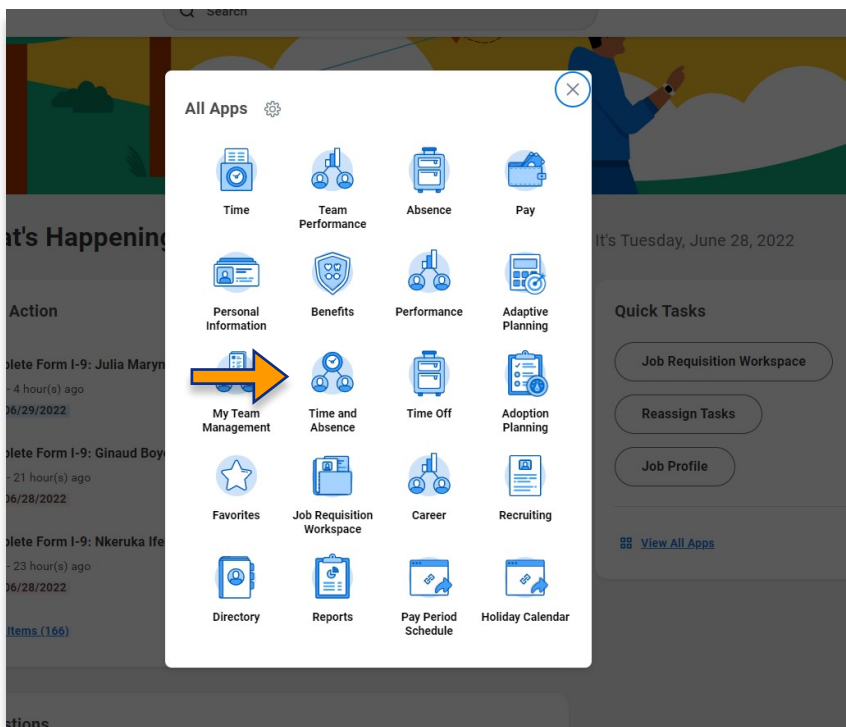 Search
All Apps
Time
Team
Performance
Absence
Pay
Personal
Information
Benefits
Performance
Adaptive
Planning
My Team
Management
Time and
Absence
Time Off
Adoption
Planning
Favorites
Job Requisition
Workspace
Career
Recruiting
Directory
Reports
Pay Period
Schedule
Holiday Calendar
at's Happening
It's Tuesday, June 28, 2022
Action
plete Form I-9: Julia Maryn
- 4 hour(s) ago
06/29/2022
plete Form I-9: Ginaud Boy
- 21 hour(s) ago
06/28/2022
plete Form I-9: Nkeruka Ife
- 23 hour(s) ago
06/28/2022
Items (166)
Quick Tasks
Job Requisition Workspace
Reassign Tasks
Job Profile
View All Apps
stions